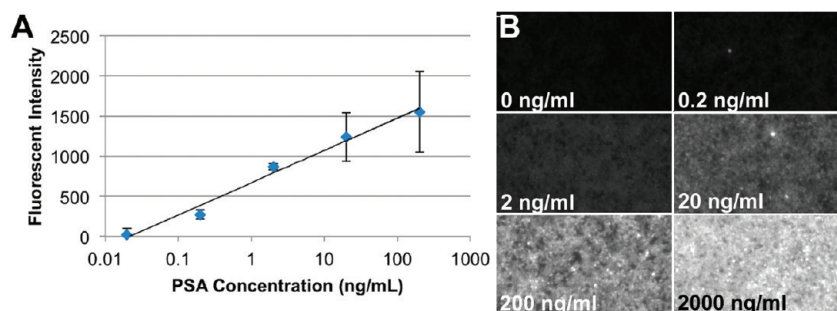 A
Fluorescent Intensity
2500
2000
1500
1000
500
0
0.01
0.1
1
10
100
1000
PSA Concentration (ng/mL)
B
0 ng/ml
0.2 ng/ml
2 ng/ml
20 ng/ml
200 ng/ml
2000 ng/ml